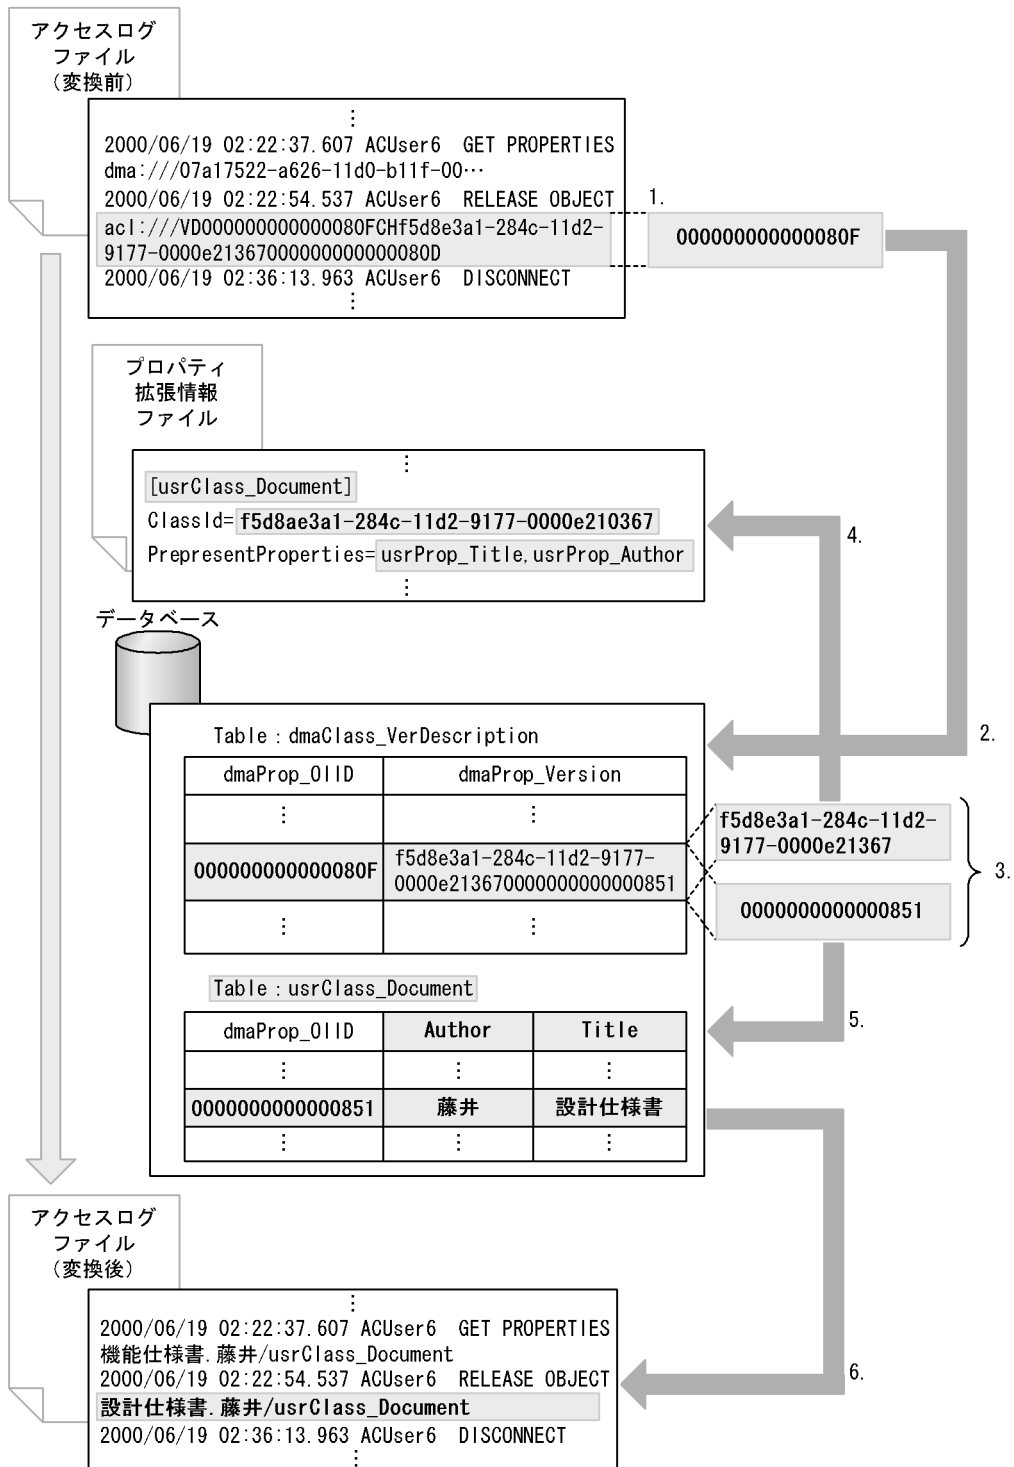 アクセスログ
ファイル
（変換前）
⋮
2000/06/19 02:22:37.607 ACUser6 GET PROPERTIES
dma:///07a17522-a626-11d0-b11f-00…
2000/06/19 02:22:54.537 ACUser6 RELEASE OBJECT
acl:///VD000000000000080FCHf5d8e3a1-284c-11d2-
9177-0000e21367000000000000080D
2000/06/19 02:36:13.963 ACUser6 DISCONNECT
⋮
1.
000000000000080F
プロパティ
拡張情報
ファイル
⋮
[usrClass_Document]
ClassId=f5d8ae3a1-284c-11d2-9177-0000e210367
PrepresentProperties=usrProp_Title,usrProp_Author
⋮
4.
データベース
2.
Table：dmaClass_VerDescription
dmaProp_OIID dmaProp_Version
⋮ ⋮
000000000000080F
f5d8e3a1-284c-11d2-9177-
0000e213670000000000000851
⋮ ⋮
f5d8e3a1-284c-11d2-
9177-0000e21367
3.
0000000000000851
Table：usrClass_Document
5.
dmaProp_OIID Author Title
⋮ ⋮ ⋮
0000000000000851 藤井 設計仕様書
⋮ ⋮ ⋮
アクセスログ
ファイル
（変換後）
⋮
2000/06/19 02:22:37.607 ACUser6 GET PROPERTIES
機能仕様書.藤井/usrClass_Document
2000/06/19 02:22:54.537 ACUser6 RELEASE OBJECT
6.
設計仕様書.藤井/usrClass_Document
2000/06/19 02:36:13.963 ACUser6 DISCONNECT
⋮